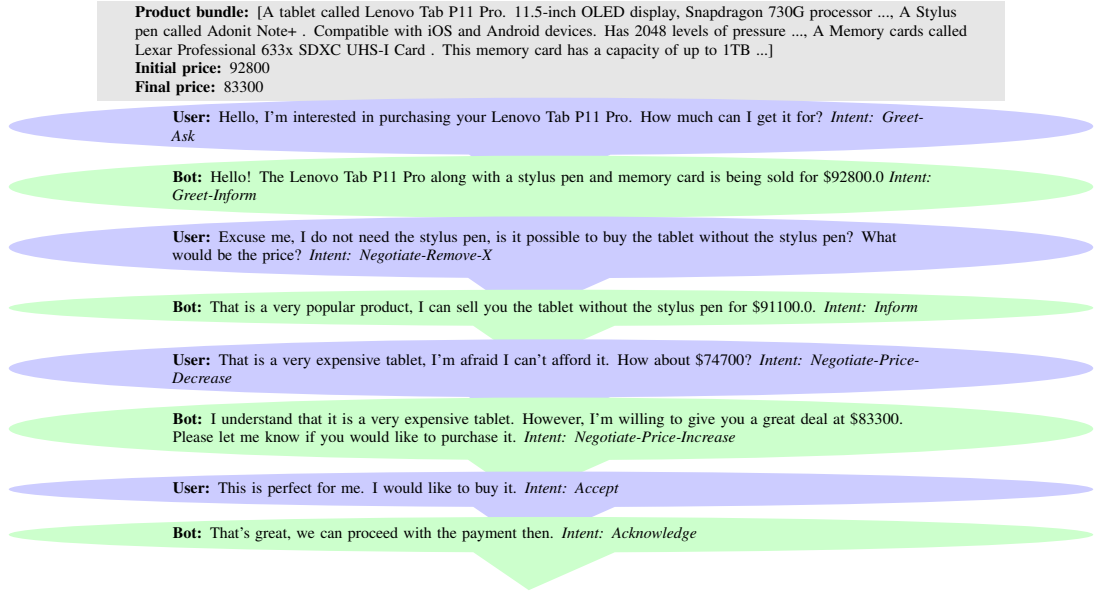 Product bundle: [A tablet called Lenovo Tab P11 Pro. 11.5-inch OLED display, Snapdragon 730G processor ..., A Stylus
pen called Adonit Note+ . Compatible with iOS and Android devices. Has 2048 levels of pressure ..., A Memory cards called
Lexar Professional 633x SDXC UHS-I Card . This memory card has a capacity of up to 1TB ...]
Initial price: 92800
Final price: 83300
User: Hello, I'm interested in purchasing your Lenovo Tab P11 Pro. How much can I get it for? Intent: Greet-
Ask
Bot: Hello! The Lenovo Tab P11 Pro along with a stylus pen and memory card is being sold for $92800.0 Intent:
Greet-Inform
User: Excuse me, I do not need the stylus pen, is it possible to buy the tablet without the stylus pen? What
would be the price? Intent: Negotiate-Remove-X
Bot: That is a very popular product, I can sell you the tablet without the stylus pen for $91100.0. Intent: Inform
User: That is a very expensive tablet, I'm afraid I can't afford it. How about $74700? Intent: Negotiate-Price-
Decrease
Bot: I understand that it is a very expensive tablet. However, I'm willing to give you a great deal at $83300.
Please let me know if you would like to purchase it. Intent: Negotiate-Price-Increase
User: This is perfect for me. I would like to buy it. Intent: Accept
Bot: That's great, we can proceed with the payment then. Intent: Acknowledge